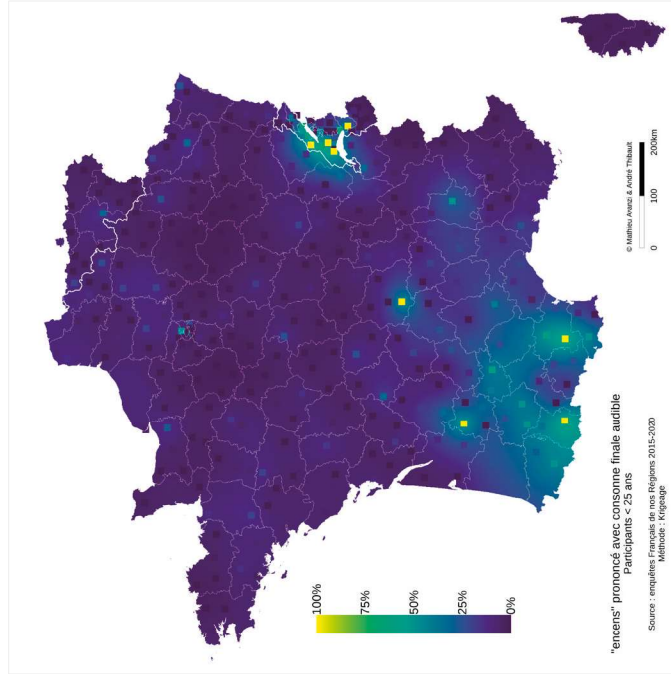 100%
75%
50%
25%
0%
"encens" prononcé avec consonne finale audible
Participants < 25 ans
Source : enquêtes Français de nos Régions 2015-2020
Méthode : Krigeage
© Mathieu Avanzi & André Thibault
0
100
200km